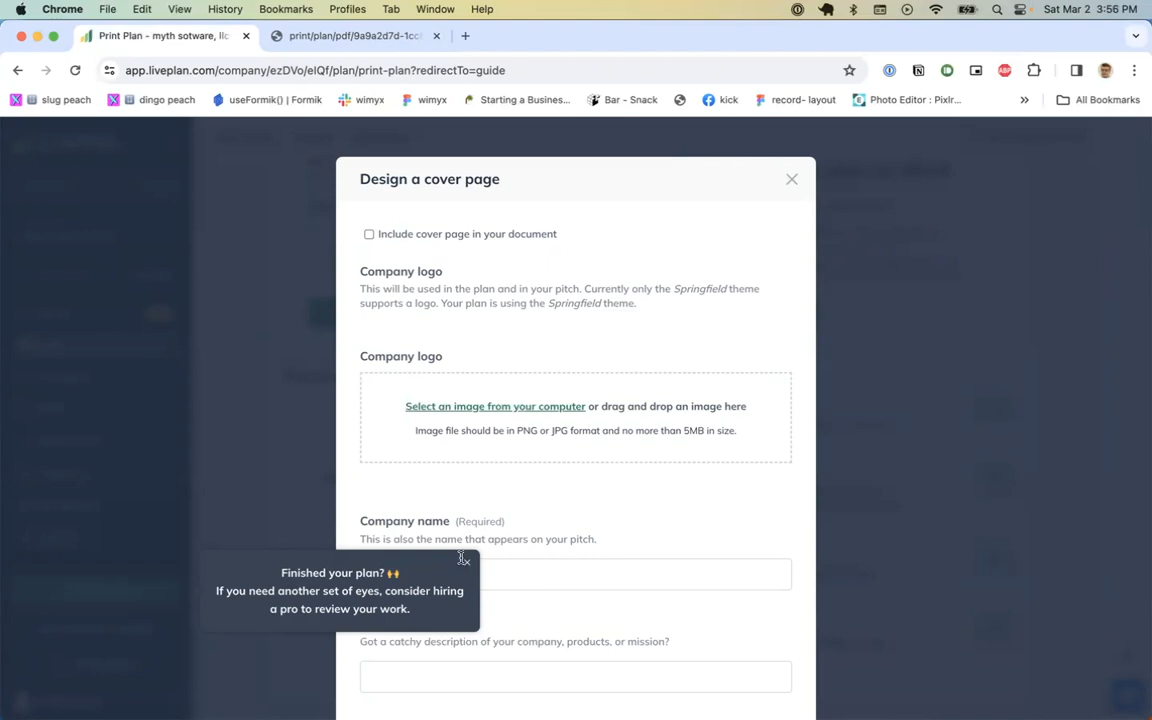 Chrome File Edit View History Bookmarks Profiles Tab Window Help
Sat Mar 2 3:56 PM
Print Plan - myth sotware, llc
print/plan/pdf/9a9a2d7d-1cc
app.liveplan.com/company/ezDVo/elQf/plan/print-plan?redirectTo=guide
slug peach
dingo peach
useFormik() | Formik
wimyx
wimyx
Starting a Busines...
Bar - Snack
kick
record- layout
Photo Editor : Pixlr...
All Bookmarks
Design a cover page
Include cover page in your document
Company logo
This will be used in the plan and in your pitch. Currently only the Springfield theme
supports a logo. Your plan is using the Springfield theme.
Company logo
Select an image from your computer or drag and drop an image here
Image file should be in PNG or JPG format and no more than 5MB in size.
Company name (Required)
This is also the name that appears on your pitch.
Finished your plan? 🙌
If you need another set of eyes, consider hiring
a pro to review your work.
Got a catchy description of your company, products, or mission?